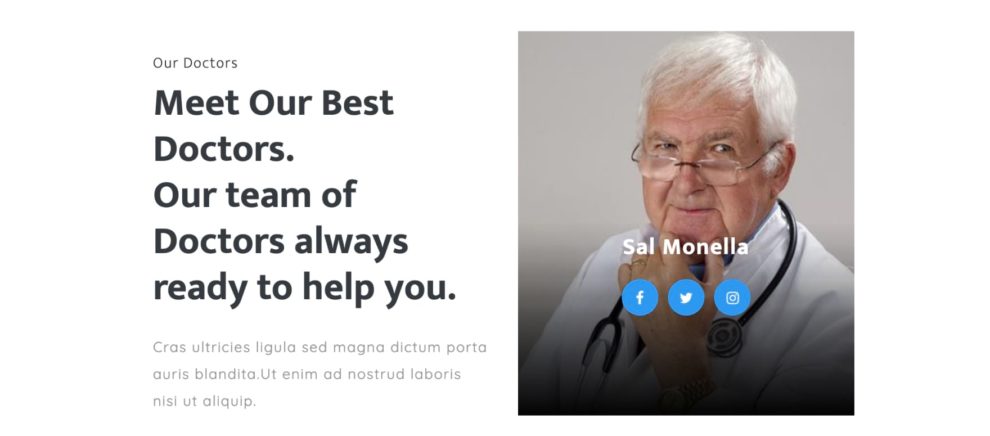 Our Doctors
Meet Our Best
Doctors.
Our team of
Doctors always
ready to help you.
Cras ultricies ligula sed magna dictum porta
auris blandita.Ut enim ad nostrud laboris
nisi ut aliquip.
Sal Monella